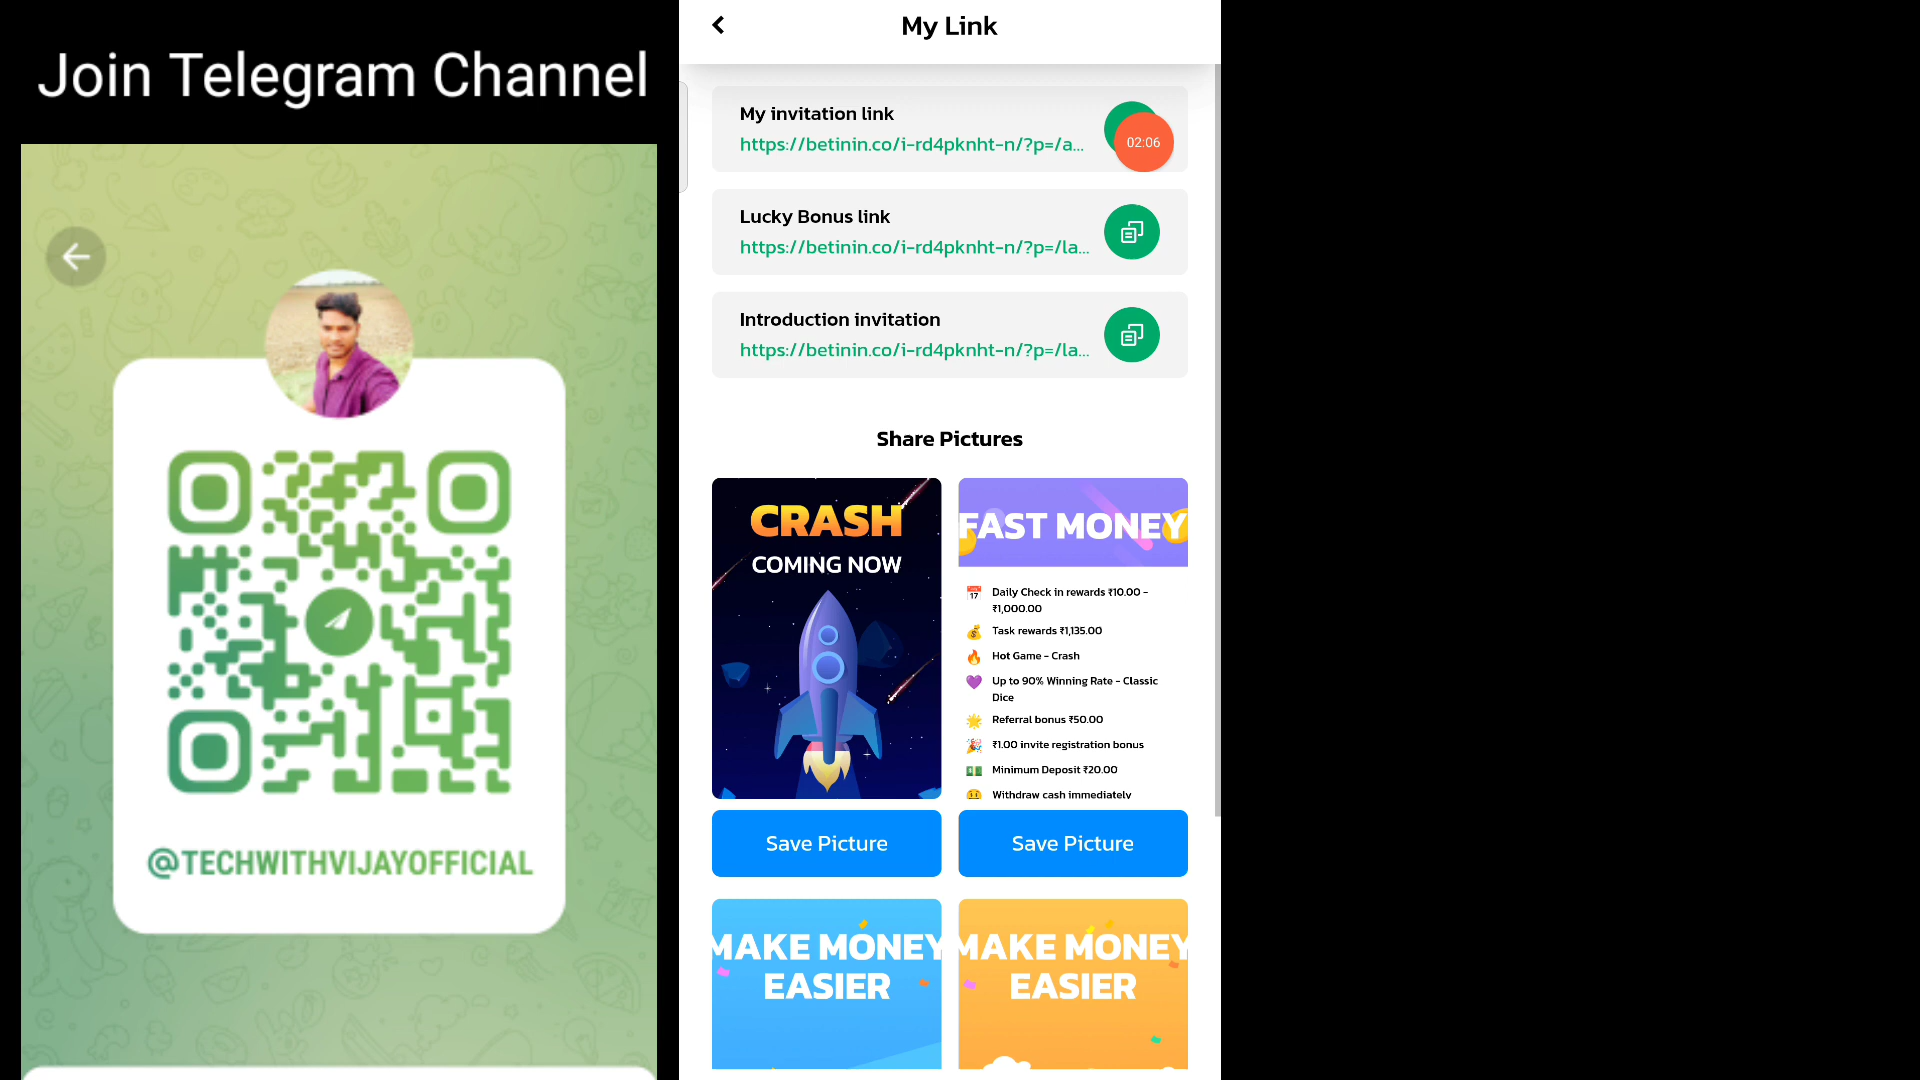 Join Telegram Channel
@TECHWITHVIJAYOFFICIAL
My Link
My invitation link
https://betinin.co/i-rd4pknht-n/?p=/a...
02:06
Lucky Bonus link
https://betinin.co/i-rd4pknht-n/?p=/la...
Introduction invitation
https://betinin.co/i-rd4pknht-n/?p=/la...
Share Pictures
CRASH
COMING NOW
Save Picture
FAST MONEY
Daily Check in rewards ₹10.00 -
₹1,000.00
Task rewards ₹1,135.00
Hot Game - Crash
Up to 90% Winning Rate - Classic
Dice
Referral bonus ₹50.00
₹1.00 invite registration bonus
Minimum Deposit ₹20.00
Withdraw cash immediately
Save Picture
MAKE MONEY
EASIER
MAKE MONEY
EASIER